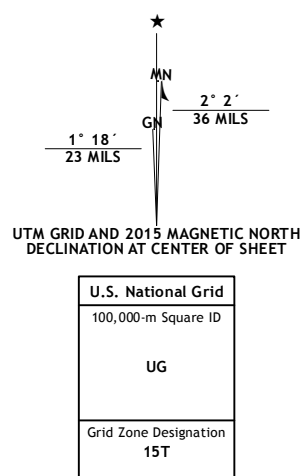 ★
MN
GN
2° 2´
36 MILS
1° 18´
23 MILS
UTM GRID AND 2015 MAGNETIC NORTH
DECLINATION AT CENTER OF SHEET
U.S. National Grid
100,000-m Square ID
UG
Grid Zone Designation
15T